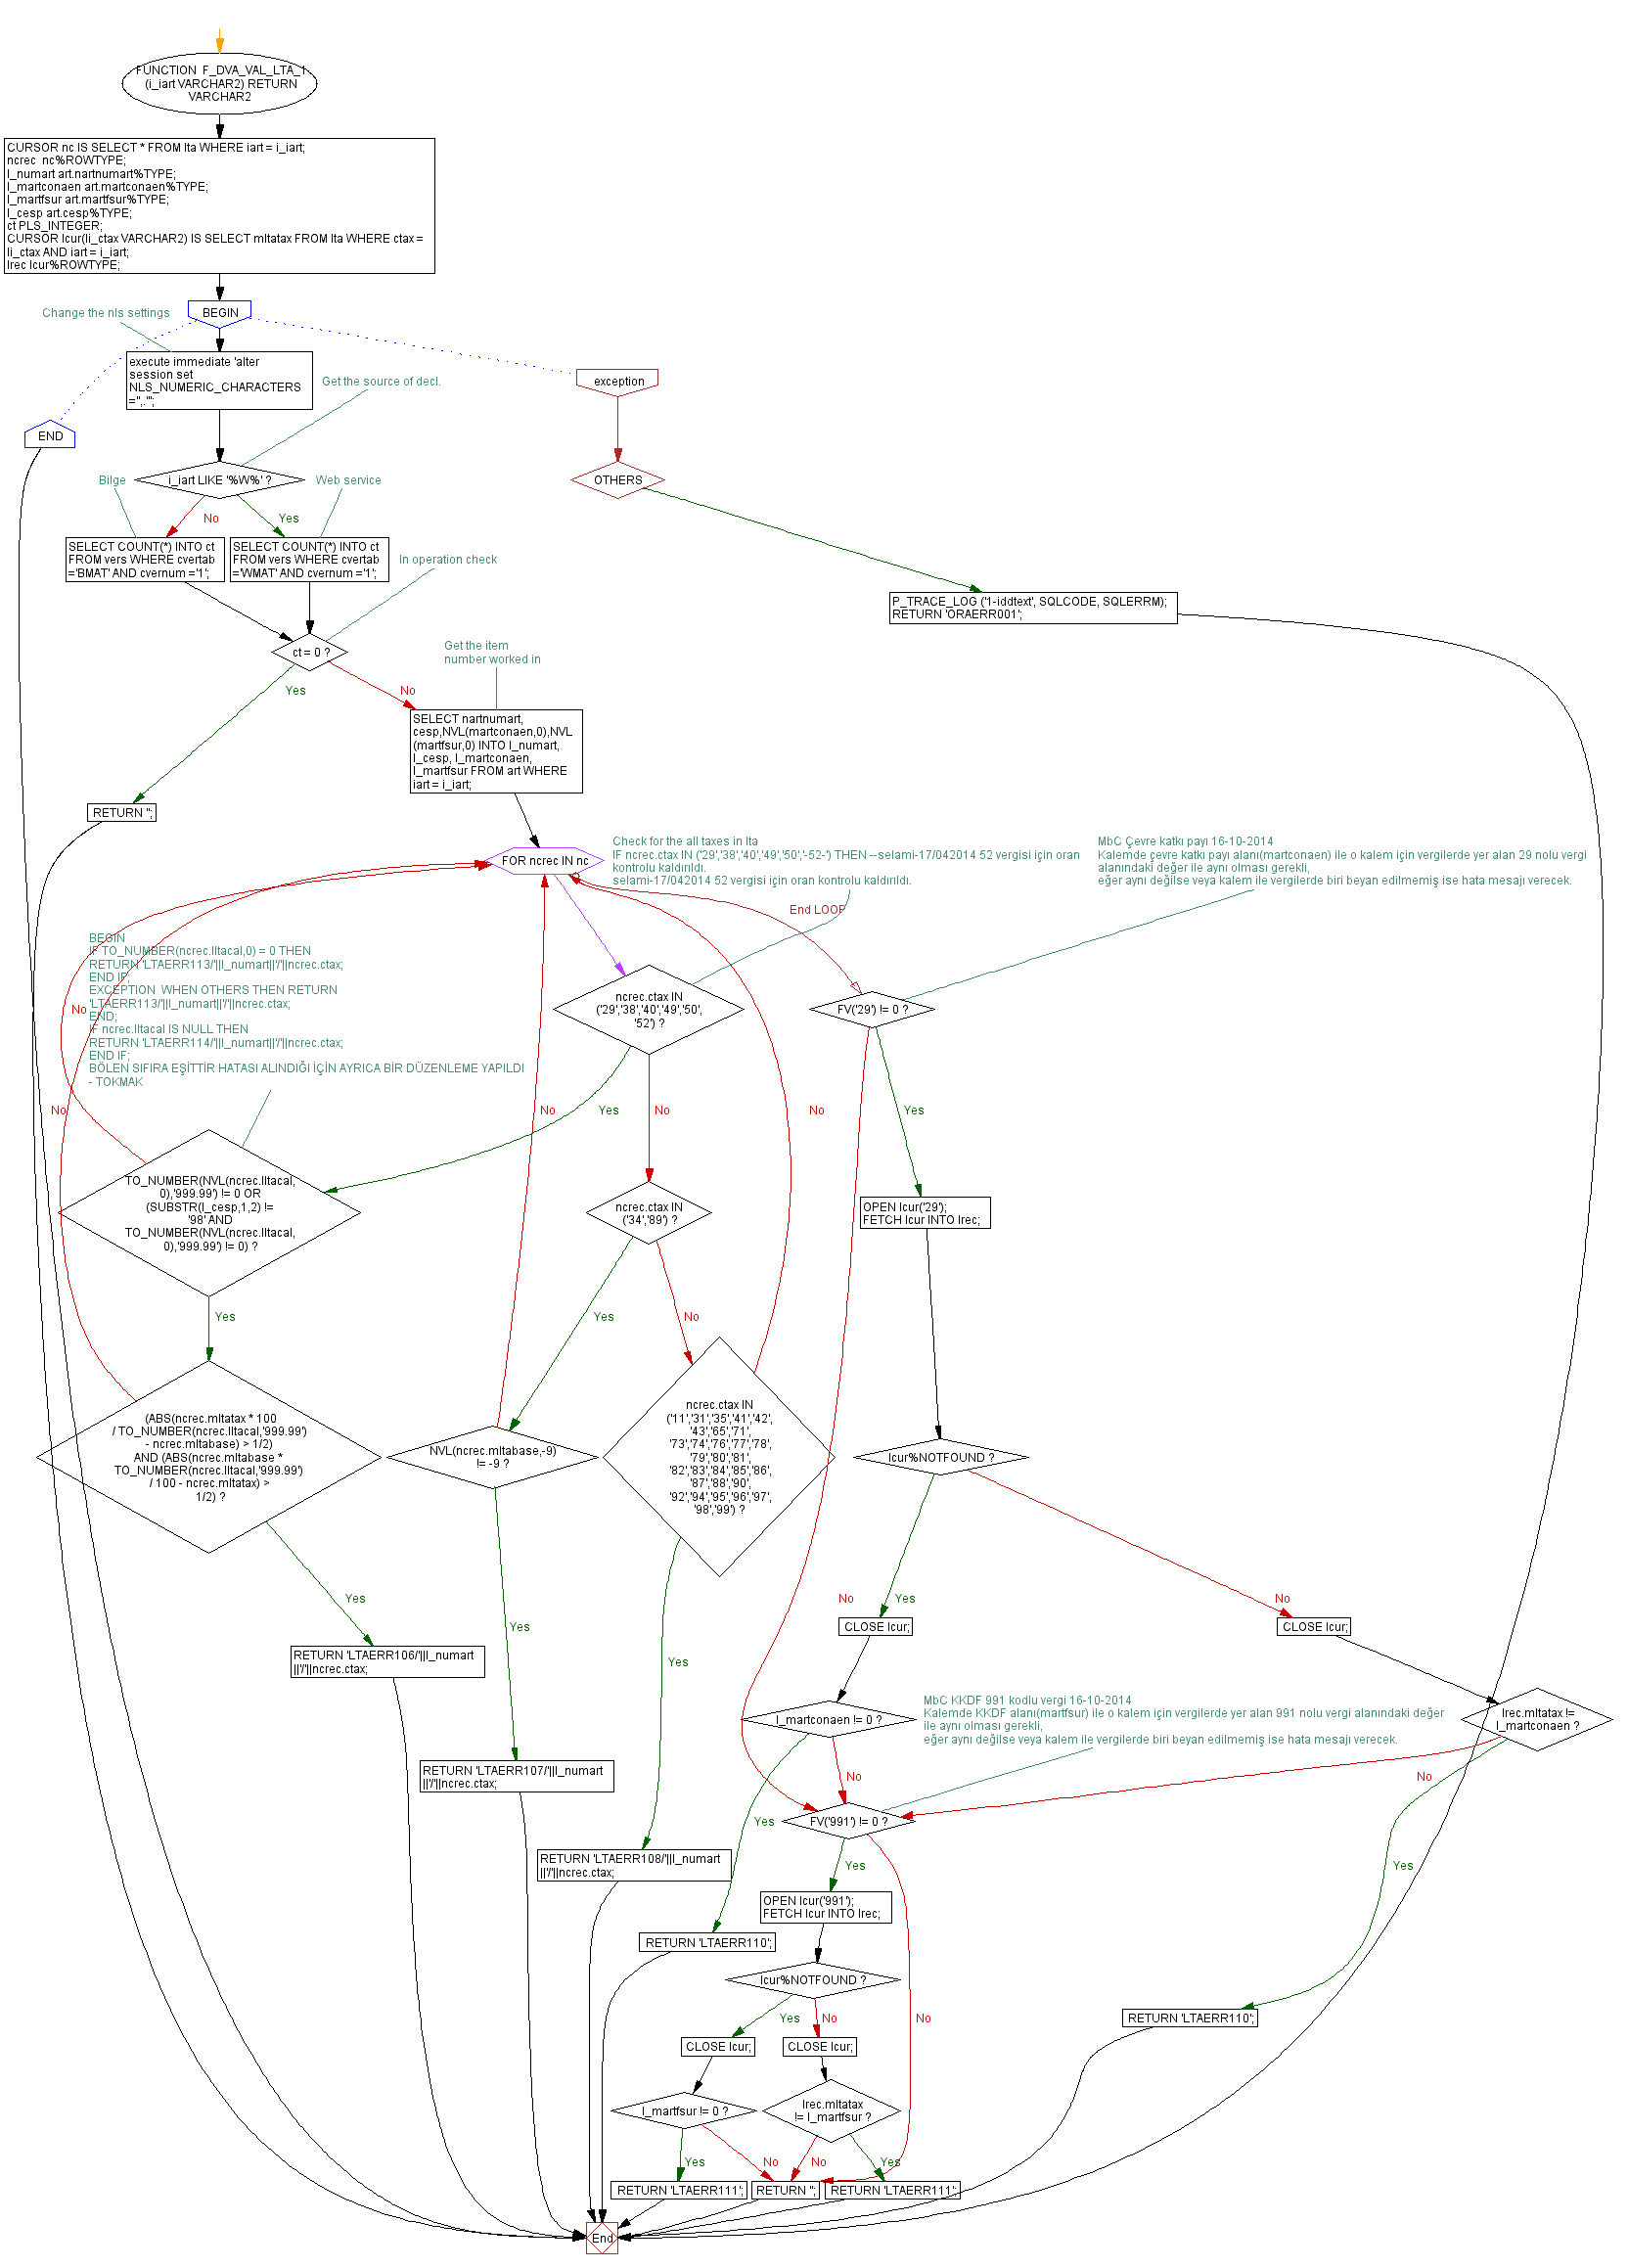 FUNCTION F_DVA_VAL_LTA_1
(i_iart VARCHAR2) RETURN
VARCHAR2
CURSOR nc IS SELECT * FROM lta WHERE iart = i_iart;
ncrec  nc%ROWTYPE;
l_numart art.nartnumart%TYPE;
l_martconaen art.martconaen%TYPE;
l_martfsur art.martfsur%TYPE;
l_cesp art.cesp%TYPE;
ct PLS_INTEGER;
CURSOR lcur(li_ctax VARCHAR2) IS SELECT mltatax FROM lta WHERE ctax =
li_ctax AND iart = i_iart;
lrec lcur%ROWTYPE;
Change the nls settings
BEGIN
execute immediate 'alter
session set
NLS_NUMERIC_CHARACTERS
='',.''';
Get the source of decl.
exception
END
i_iart LIKE '%W%' ?
OTHERS
Bilge
Web service
No
Yes
SELECT COUNT(*) INTO ct
FROM vers WHERE cvertab
='BMAT' AND cvernum ='1';
SELECT COUNT(*) INTO ct
FROM vers WHERE cvertab
='WMAT' AND cvernum ='1';
In operation check
P_TRACE_LOG ('1-iddtext', SQLCODE, SQLERRM);
RETURN 'ORAERR001';
ct = 0 ?
Get the item
number worked in
Yes
No
SELECT nartnumart,
cesp,NVL(martconaen,0),NVL
(martfsur,0) INTO l_numart,
l_cesp, l_martconaen,
l_martfsur FROM art WHERE
iart = i_iart;
RETURN '';
FOR ncrec IN nc
Check for the all taxes in lta
IF ncrec.ctax IN ('29','38','40','49','50','-52-') THEN --selami-17/042014 52 vergisi için oran
kontrolu kaldırıldı.
selami-17/042014 52 vergisi için oran kontrolu kaldırıldı.
MbC Çevre katkı payı 16-10-2014
Kalemde çevre katkı payı alanı(martconaen) ile o kalem için vergilerde yer alan 29 nolu vergi
alanındaki değer ile aynı olması gerekli,
eğer aynı değilse veya kalem ile vergilerde biri beyan edilmemiş ise hata mesajı verecek.
End LOOP
BEGIN
IF TO_NUMBER(ncrec.lltacal,0) = 0 THEN
RETURN 'LTAERR113/'||l_numart||'/'||ncrec.ctax;
END IF;
EXCEPTION  WHEN OTHERS THEN RETURN
'LTAERR113/'||l_numart||'/'||ncrec.ctax;
END;
IF ncrec.lltacal IS NULL THEN
RETURN 'LTAERR114/'||l_numart||'/'||ncrec.ctax;
END IF;
BÖLEN SIFIRA EŞİTTİR HATASI ALINDIĞI İÇİN AYRICA BİR DÜZENLEME YAPILDI
- TOKMAK
No
ncrec.ctax IN
('29','38','40','49','50',
'52') ?
FV('29') != 0 ?
No
No
Yes
No
No
Yes
TO_NUMBER(NVL(ncrec.lltacal,
0),'999.99') != 0 OR
(SUBSTR(l_cesp,1,2) !=
'98' AND
TO_NUMBER(NVL(ncrec.lltacal,
0),'999.99') != 0) ?
ncrec.ctax IN
('34','89') ?
OPEN lcur('29');
FETCH lcur INTO lrec;
Yes
Yes
No
(ABS(ncrec.mltatax * 100
/ TO_NUMBER(ncrec.lltacal,'999.99')
- ncrec.mltabase) > 1/2)
AND (ABS(ncrec.mltabase *
TO_NUMBER(ncrec.lltacal,'999.99')
/ 100 - ncrec.mltatax) >
1/2) ?
NVL(ncrec.mltabase,-9)
!= -9 ?
ncrec.ctax IN
('11','31','35','41','42',
'43','65','71',
'73','74','76','77','78',
'79','80','81',
'82','83','84','85','86',
'87','88','90',
'92','94','95','96','97',
'98','99') ?
lcur%NOTFOUND ?
Yes
Yes
No
Yes
No
CLOSE lcur;
CLOSE lcur;
RETURN 'LTAERR106/'||l_numart
||'/'||ncrec.ctax;
Yes
l_martconaen != 0 ?
MbC KKDF 991 kodlu vergi 16-10-2014
Kalemde KKDF alanı(martfsur) ile o kalem için vergilerde yer alan 991 nolu vergi alanındaki değer
ile aynı olması gerekli,
eğer aynı değilse veya kalem ile vergilerde biri beyan edilmemiş ise hata mesajı verecek.
lrec.mltatax !=
l_martconaen ?
RETURN 'LTAERR107/'||l_numart
||'/'||ncrec.ctax;
No
No
Yes
FV('991') != 0 ?
RETURN 'LTAERR108/'||l_numart
||'/'||ncrec.ctax;
Yes
Yes
OPEN lcur('991');
FETCH lcur INTO lrec;
RETURN 'LTAERR110';
lcur%NOTFOUND ?
Yes
No
No
RETURN 'LTAERR110';
CLOSE lcur;
CLOSE lcur;
l_martfsur != 0 ?
lrec.mltatax
!= l_martfsur ?
Yes
No
No
Yes
RETURN 'LTAERR111';
RETURN '';
RETURN 'LTAERR111';
End